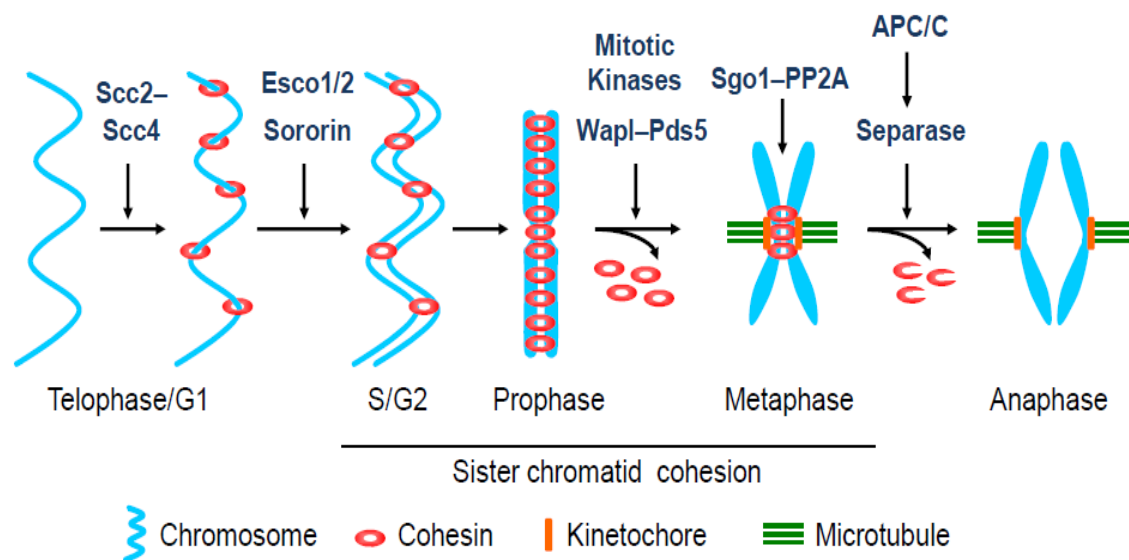 Scc2–
Scc4
Esco1/2
Sororin
Mitotic
Kinases
Wapl–Pds5
Sgo1–PP2A
APC/C
Separase
Telophase/G1
S/G2
Prophase
Metaphase
Anaphase
Sister chromatid cohesion
Chromosome
Cohesin
Kinetochore
Microtubule